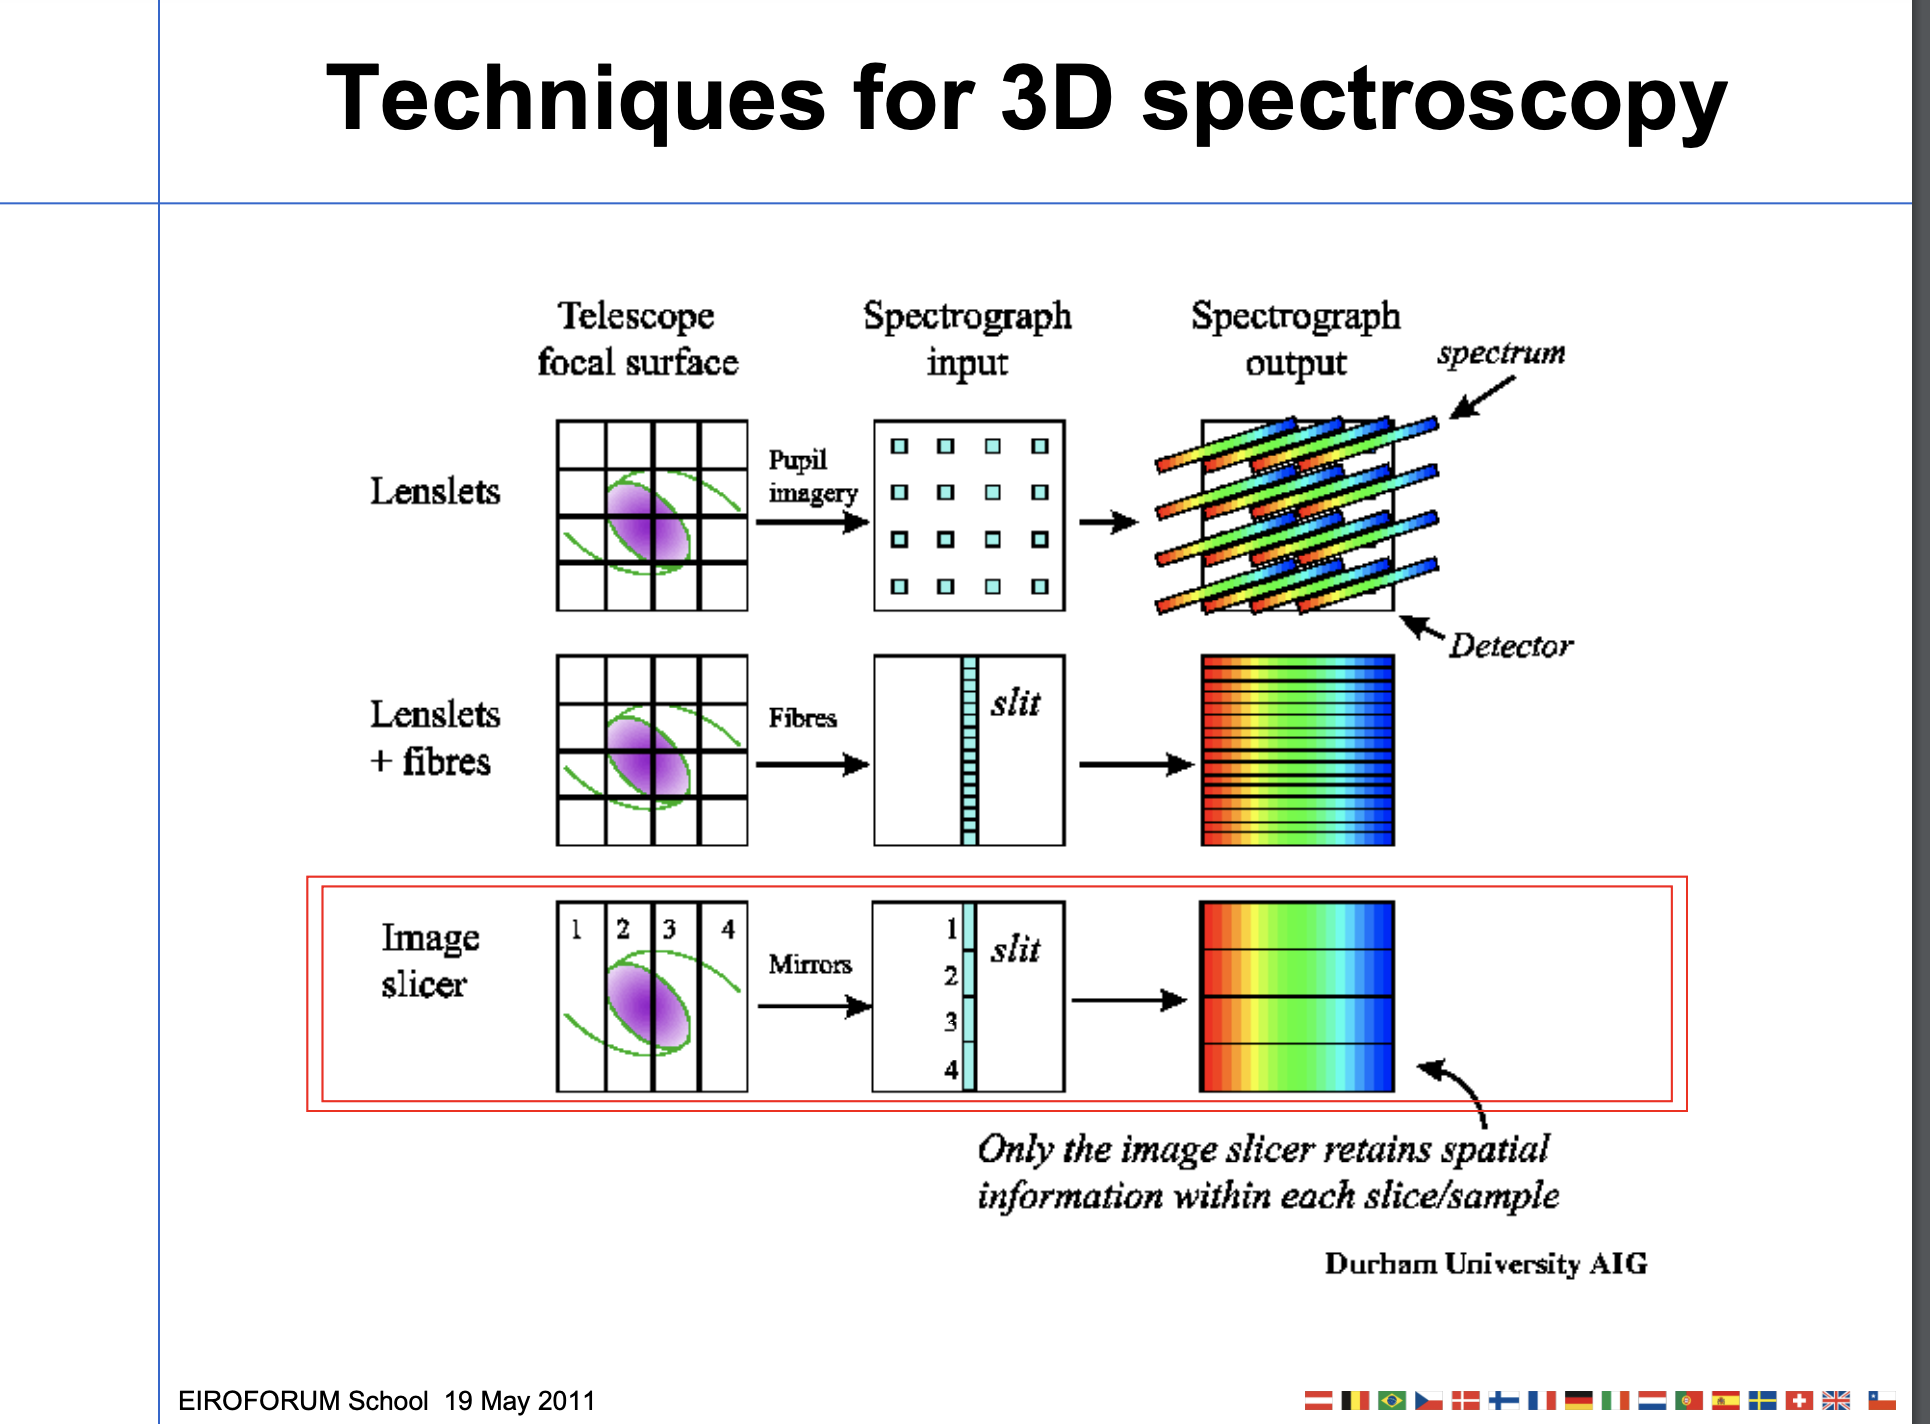 Techniques for 3D spectroscopy
Telescope
focal surface
Spectrograph
input
Spectrograph
output
spectrum
Lenslets
Pupil
imagery
Detector
Lenslets
+ fibres
Fibres
slit
Image
slicer
1 2 3 4
Mirrors
1
2
3
4
slit
Only the image slicer retains spatial
information within each slice/sample
Durham University AIG
EIROFORUM School 19 May 2011